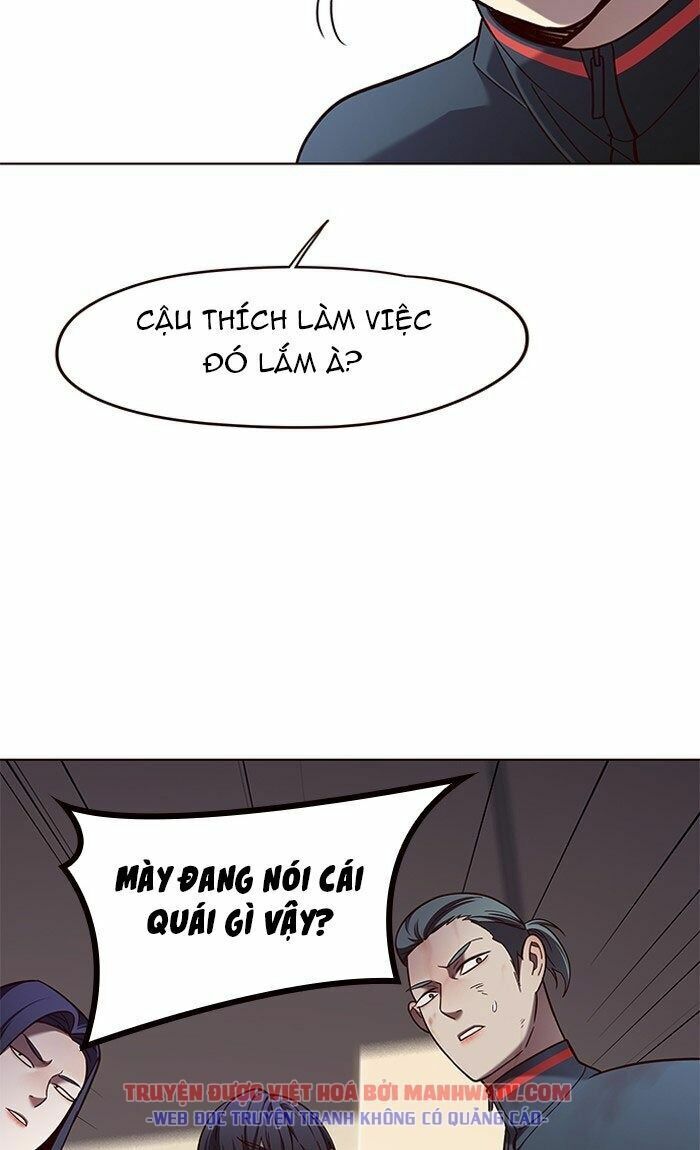 CẬU THÍCH LÀM VIỆC
ĐÓ LẮM À?
MÀY ĐANG NÓI CÁI
QUÁI GÌ VẬY?
TRUYỆN ĐƯỢC VIỆT HOÁ BỞI MANHWATV.COM
-WEB ĐỌC TRUYỆN TRANH KHÔNG CÓ QUẢNG CÁO-